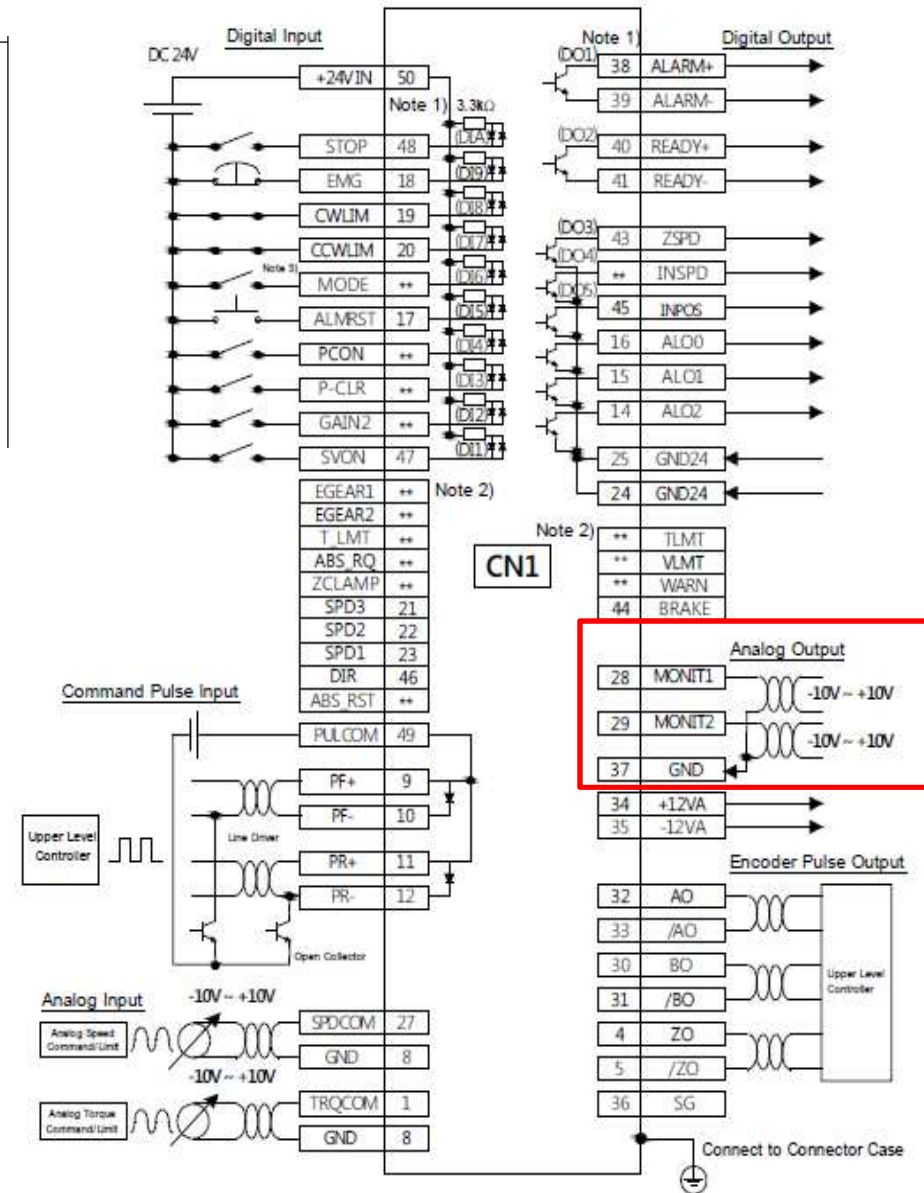 Digital Input
DC 24V
+24V IN 50
Note 1) 3.3kΩ
STOP 48 (DIA)
EMG 18 (DI9)
CWLIM 19 (DI8)
CCWLIM 20 (DI7)
Note 3)
MODE ** (DI6)
ALMRST 17 (DI5)
PCON ** (DI4)
P-CLR ** (DI3)
GAIN2 ** (DI2)
SVON 47 (DI1)
EGEAR1 ** Note 2)
EGEAR2 **
T_LMT **
ABS_RQ **
ZCLAMP **
SPD3 21
SPD2 22
SPD1 23
DIR 46
ABS_RST **
Command Pulse Input
PULCOM 49
PF+ 9
PF- 10
Line Driver
Upper Level
Controller
PR+ 11
PR- 12
Open Collector
Analog Input
-10V ~ +10V
Analog Speed
Command/Limit
SPDCOM 27
GND 8
-10V ~ +10V
Analog Torque
Command/Limit
TRQCOM 1
GND 8
CN1
Note 1) Digital Output
(DO1)
38 ALARM+
39 ALARM-
(DO2)
40 READY+
41 READY-
(DO3)
43 ZSPD
(DO4)
** INSPD
(DO5)
45 INPOS
16 ALO0
15 ALO1
14 ALO2
25 GND24
24 GND24
Note 2)
** TLMT
** VLMT
** WARN
44 BRAKE
Analog Output
28 MONIT1
-10V ~ +10V
29 MONIT2
-10V ~ +10V
37 GND
34 +12VA
35 -12VA
Encoder Pulse Output
32 AO
33 /AO
30 BO
31 /BO
4 ZO
5 /ZO
Upper Level
Controller
36 SG
Connect to Connector Case